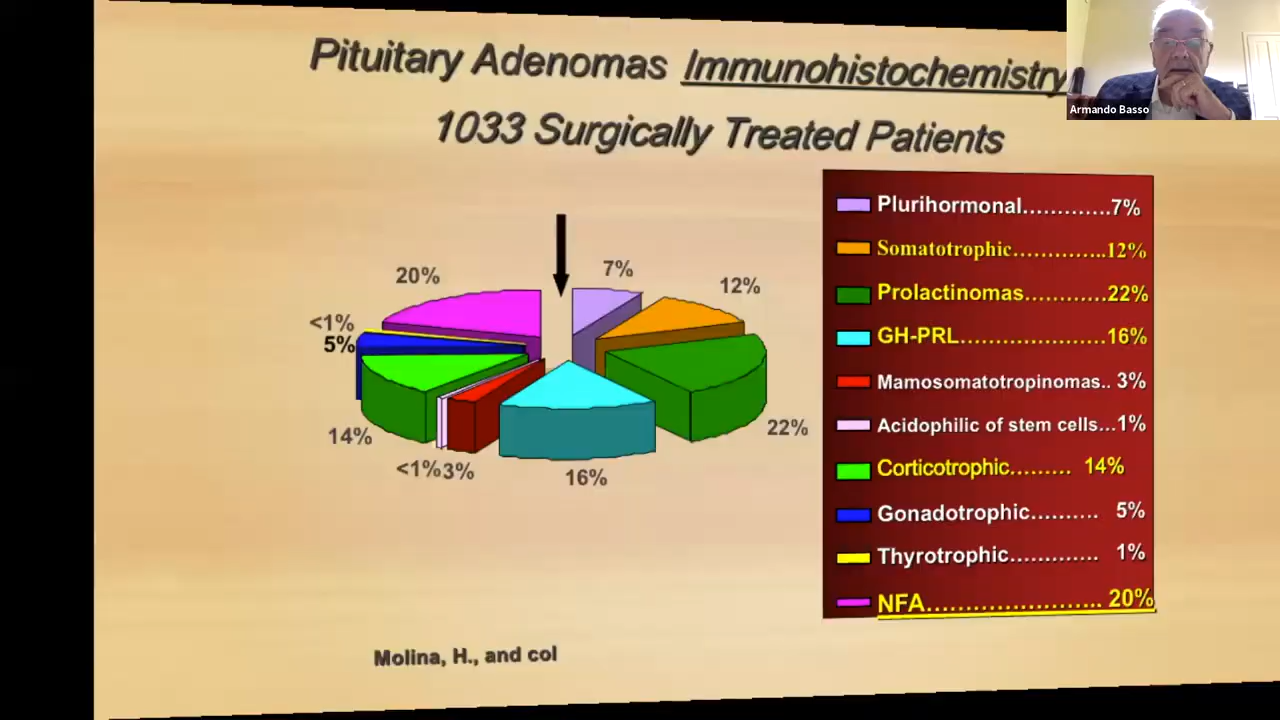 Pituitary Adenomas Immunohistochemistry
1033 Surgically Treated Patients
Armando Basso
20%
7%
12%
<1%
5%
14%
<1%
3%
16%
22%
Plurihormonal.............7%
Somatotrophic..............12%
Prolactinomas............22%
GH-PRL.....................16%
Mamosomatotropinomas.. 3%
Acidophilic of stem cells...1%
Corticotrophic......... 14%
Gonadotrophic.......... 5%
Thyrotrophic............. 1%
NFA....................... 20%
Molina, H., and col